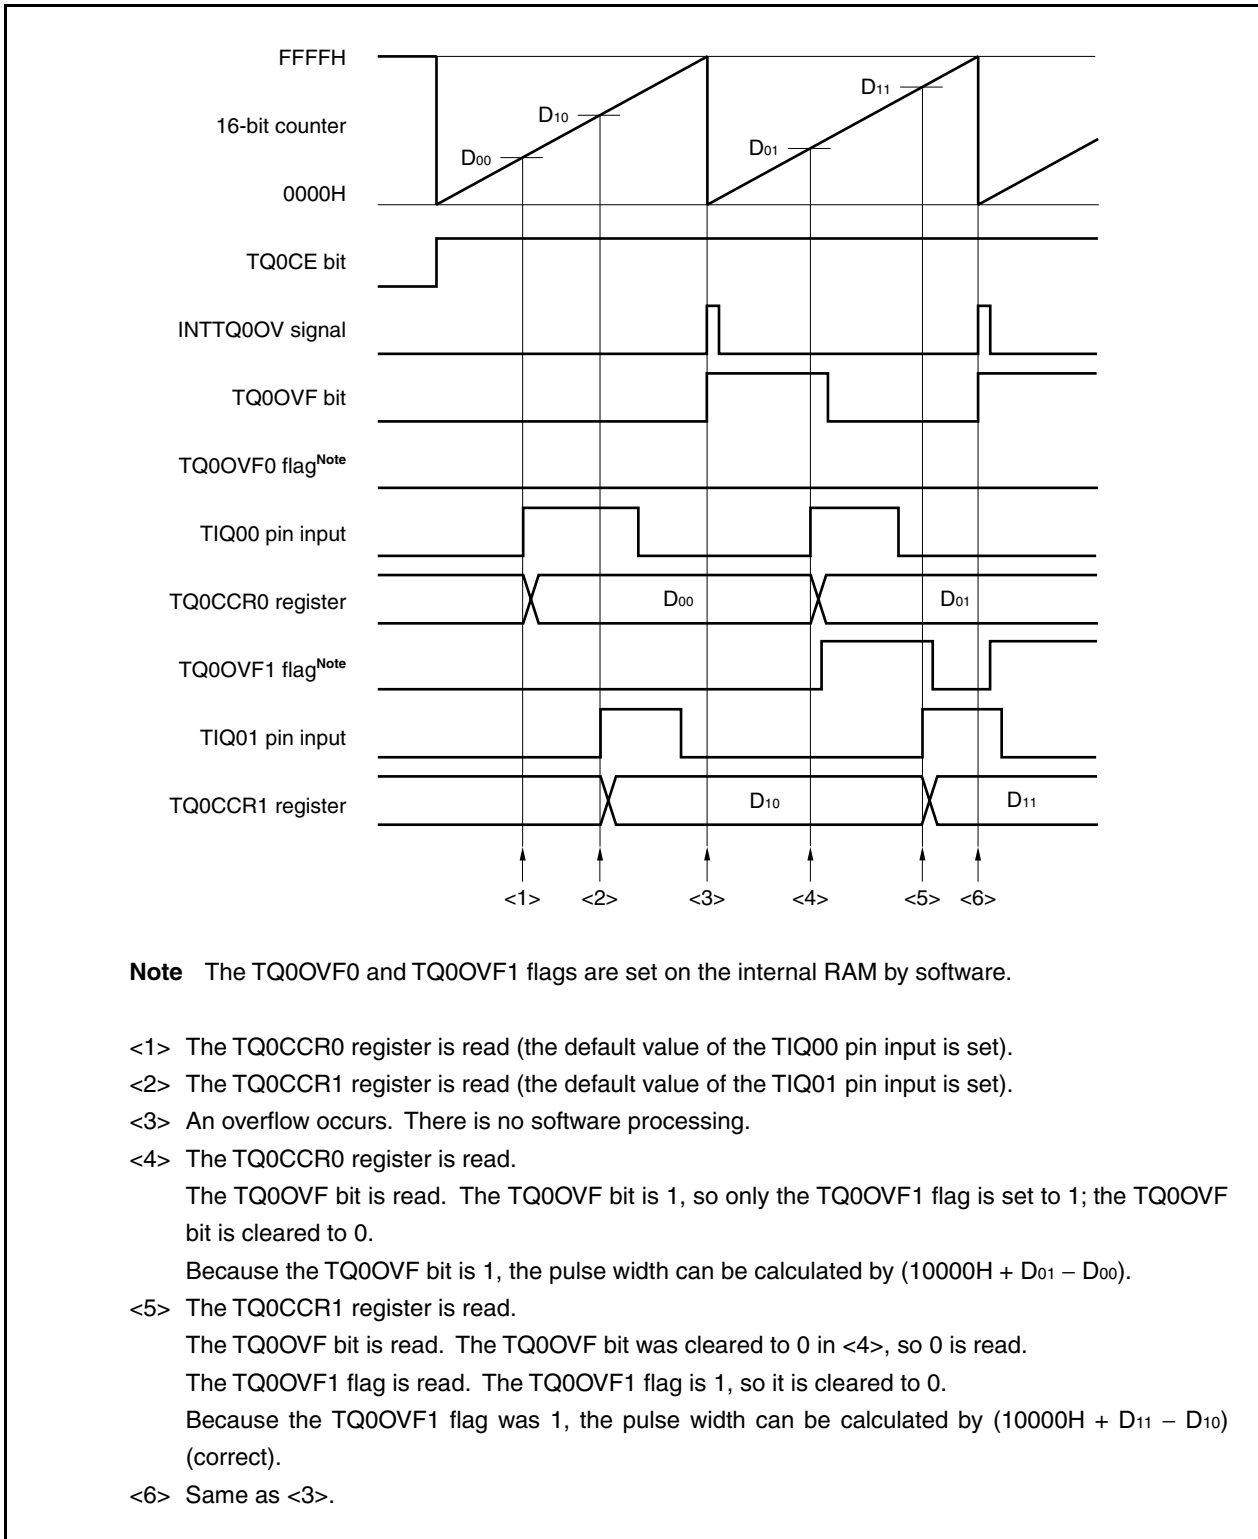 FFFFH
D10
D11
16-bit counter
D00
D01
0000H
TQ0CE bit
INTTQ0OV signal
TQ0OVF bit
TQ0OVF0 flagNote
TIQ00 pin input
TQ0CCR0 register
D00
D01
TQ0OVF1 flagNote
TIQ01 pin input
TQ0CCR1 register
D10
D11
<1> <2> <3> <4> <5> <6>
Note The TQ0OVF0 and TQ0OVF1 flags are set on the internal RAM by software.
<1> The TQ0CCR0 register is read (the default value of the TIQ00 pin input is set).
<2> The TQ0CCR1 register is read (the default value of the TIQ01 pin input is set).
<3> An overflow occurs. There is no software processing.
<4> The TQ0CCR0 register is read.
The TQ0OVF bit is read. The TQ0OVF bit is 1, so only the TQ0OVF1 flag is set to 1; the TQ0OVF
bit is cleared to 0.
Because the TQ0OVF bit is 1, the pulse width can be calculated by (10000H + D01 − D00).
<5> The TQ0CCR1 register is read.
The TQ0OVF bit is read. The TQ0OVF bit was cleared to 0 in <4>, so 0 is read.
The TQ0OVF1 flag is read. The TQ0OVF1 flag is 1, so it is cleared to 0.
Because the TQ0OVF1 flag was 1, the pulse width can be calculated by (10000H + D11 − D10)
(correct).
<6> Same as <3>.